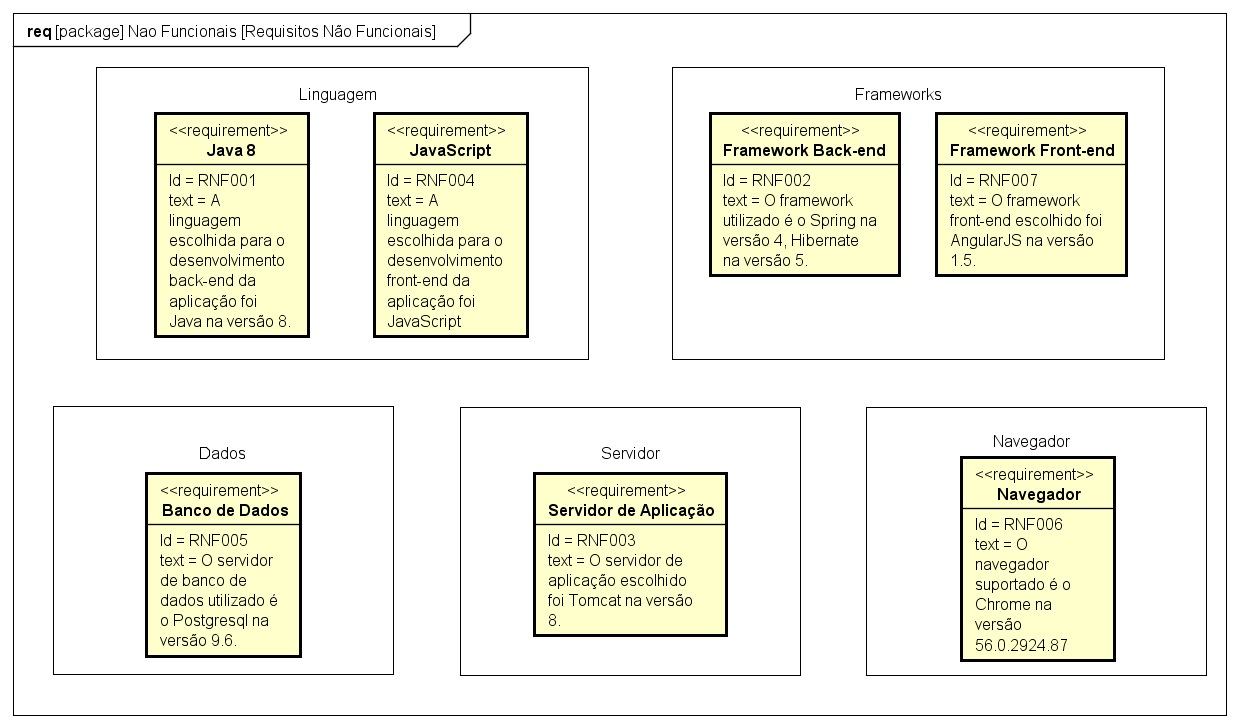 req [package] Nao Funcionais [Requisitos Não Funcionais]
Linguagem
<<requirement>>
Java 8
Id = RNF001
text = A
linguagem
escolhida para o
desenvolvimento
back-end da
aplicação foi
Java na versão 8.
<<requirement>>
JavaScript
Id = RNF004
text = A
linguagem
escolhida para o
desenvolvimento
front-end da
aplicação foi
JavaScript
Frameworks
<<requirement>>
Framework Back-end
Id = RNF002
text = O framework
utilizado é o Spring na
versão 4, Hibernate
na versão 5.
<<requirement>>
Framework Front-end
Id = RNF007
text = O framework
front-end escolhido foi
AngularJS na versão
1.5.
Dados
<<requirement>>
Banco de Dados
Id = RNF005
text = O servidor
de banco de
dados utilizado é
o Postgresql na
versão 9.6.
Servidor
<<requirement>>
Servidor de Aplicação
Id = RNF003
text = O servidor de
aplicação escolhido
foi Tomcat na versão
8.
Navegador
<<requirement>>
Navegador
Id = RNF006
text = O
navegador
suportado é o
Chrome na
versão
56.0.2924.87